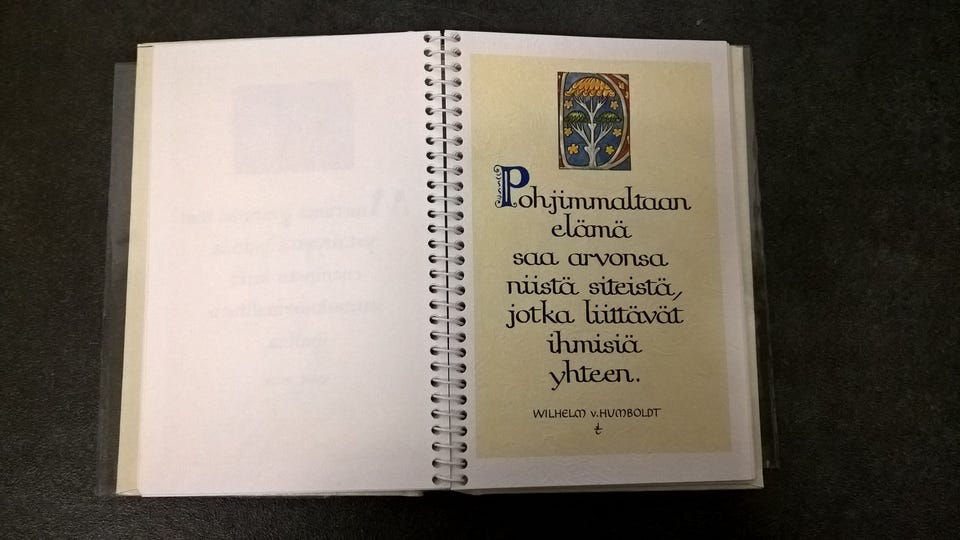 Pohjimmaltaan
elämä
saa arvonsa
niistä siteistä,
jotka liittävät
ihmisiä
yhteen.
WILHELM v. HUMBOLDT